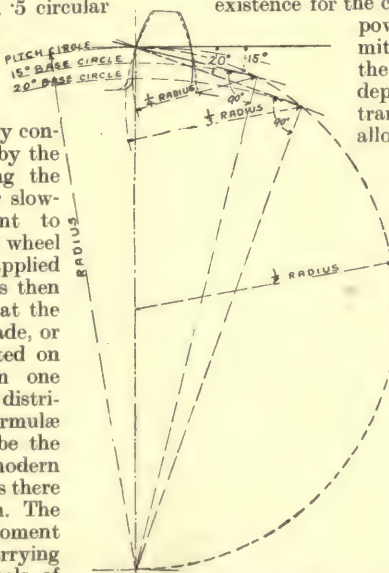 ·5 circular
existence for the c
pow
mit
the
dep
tran
allo
PITCH CIRCLE
15° BASE CIRCLE
20° BASE CIRCLE
20°
15°
¼ RADIUS
90°
⅓ RADIUS
90°
RADIUS
½ RADIUS
y con-
by the
ng the
slow-
nt to
wheel
pplied
s then
at the
ade, or
ted on
n one
distri-
rmulæ
be the
nodern
s there
n. The
oment
rrying